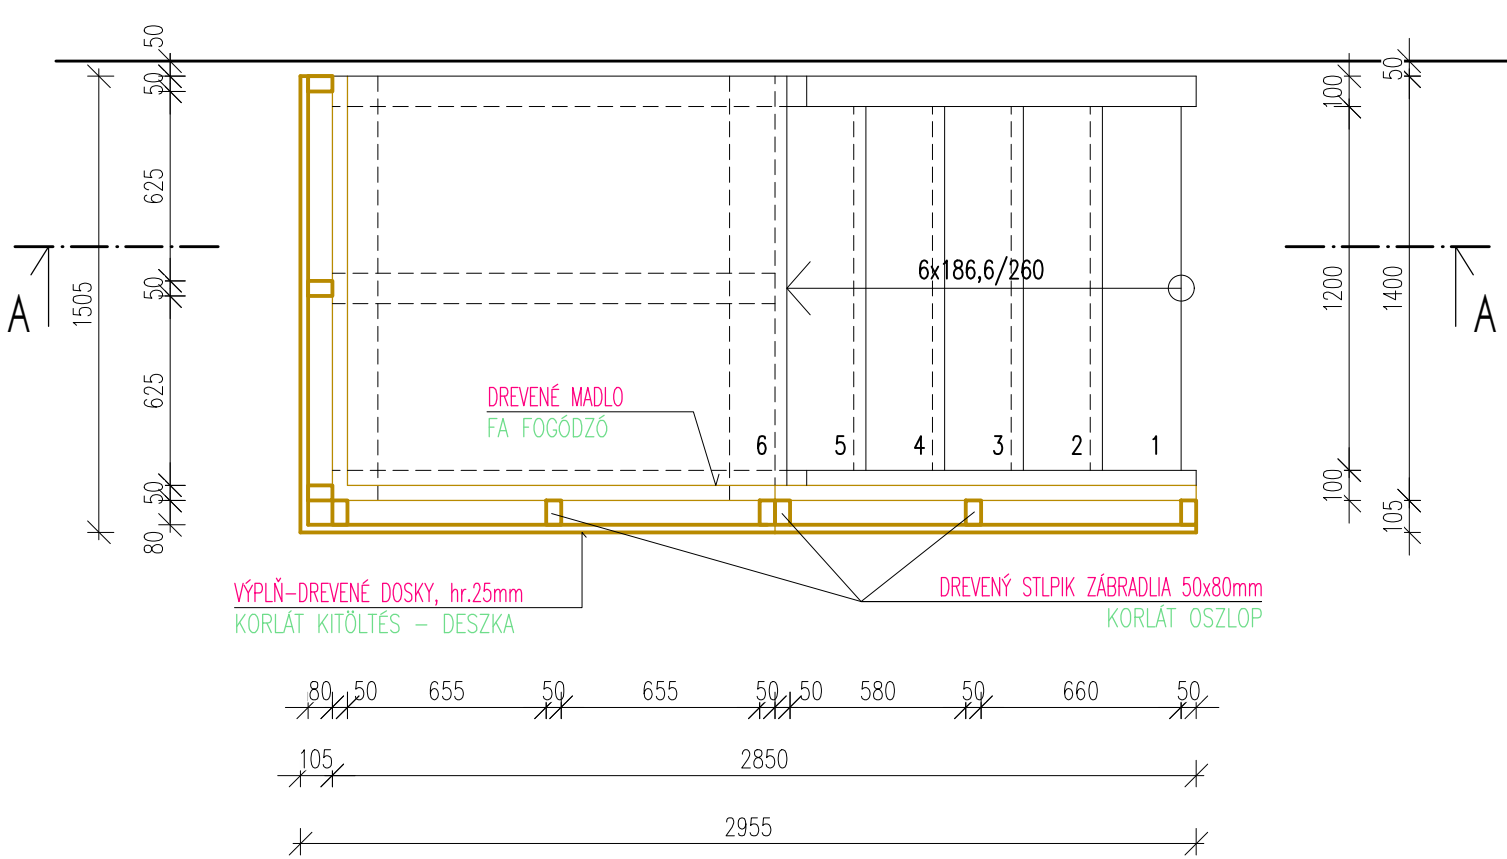 50
50
625
50
625
50
80
1505
A
100
1200
100
50
1400
105
A
6x186,6/260
DREVENÉ MADLO
FA FOGÓDZÓ
6 5 4 3 2 1
VÝPLŇ-DREVENÉ DOSKY, hr.25mm
KORLÁT KITÖLTÉS - DESZKA
DREVENÝ STLPIK ZÁBRADLIA 50x80mm
KORLÁT OSZLOP
80 50 655 50 655 50 50 580 50 660 50
105 2850
2955